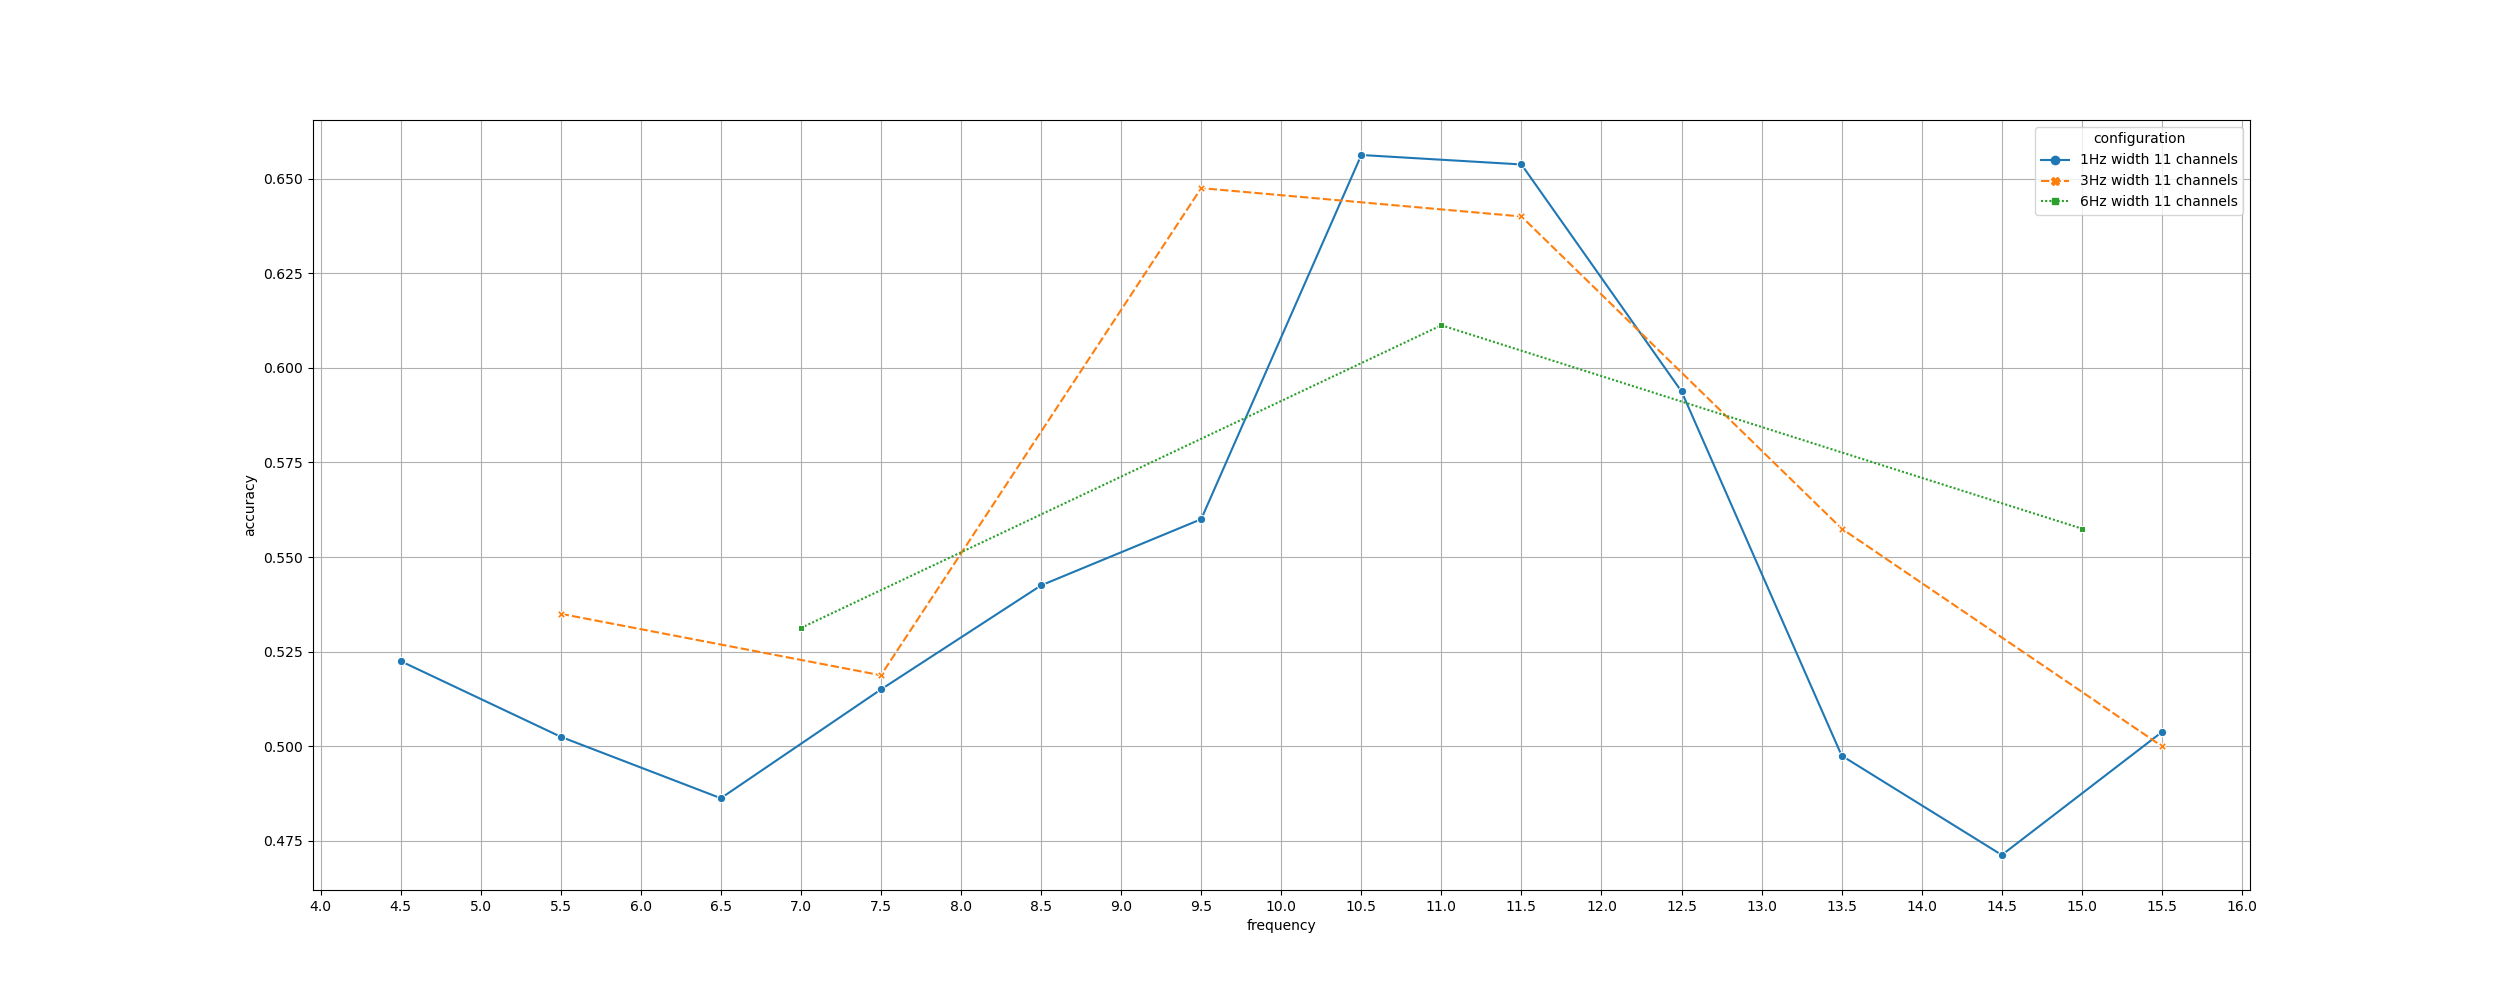 configuration
1Hz width 11 channels
3Hz width 11 channels
6Hz width 11 channels
0.650
0.625
0.600
0.575
0.550
0.525
0.500
0.475
accuracy
4.0 4.5 5.0 5.5 6.0 6.5 7.0 7.5 8.0 8.5 9.0 9.5 10.0 10.5 11.0 11.5 12.0 12.5 13.0 13.5 14.0 14.5 15.0 15.5 16.0
frequency